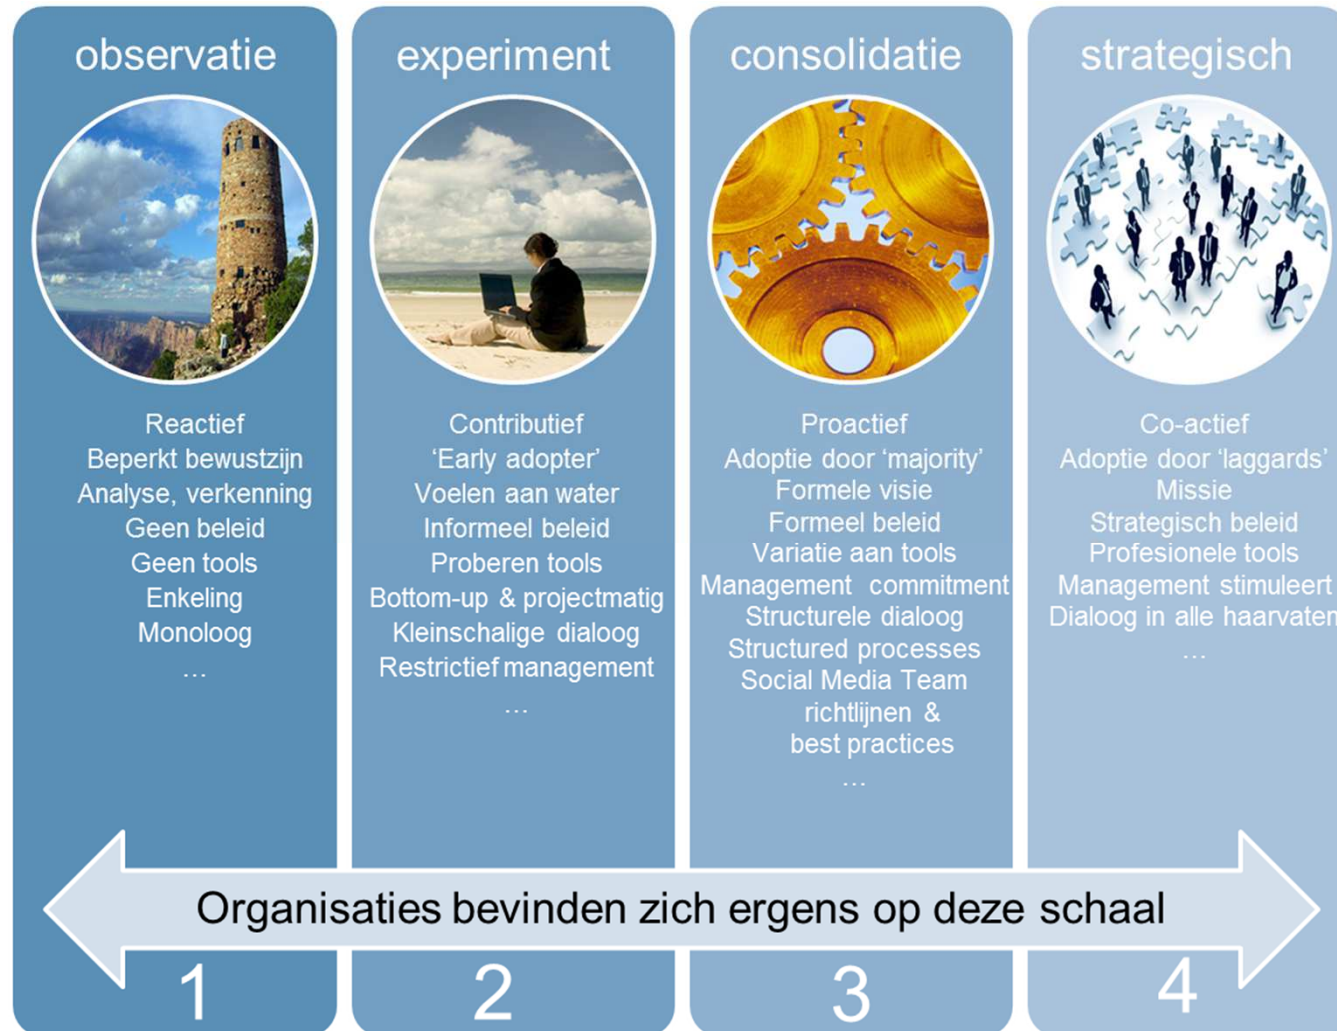 observatie
Reactief
Beperkt bewustzijn
Analyse, verkenning
Geen beleid
Geen tools
Enkeling
Monoloog
…
experiment
Contributief
‘Early adopter’
Voelen aan water
Informeel beleid
Proberen tools
Bottom-up & projectmatig
Kleinschalige dialoog
Restrictief management
…
consolidatie
Proactief
Adoptie door ‘majority’
Formele visie
Formeel beleid
Variatie aan tools
Management commitment
Structurele dialoog
Structured processes
Social Media Team
richtlijnen &
best practices
…
strategisch
Co-actief
Adoptie door ‘laggards’
Missie
Strategisch beleid
Profesionele tools
Management stimuleert
Dialoog in alle haarvaten
…
Organisaties bevinden zich ergens op deze schaal
1
2
3
4